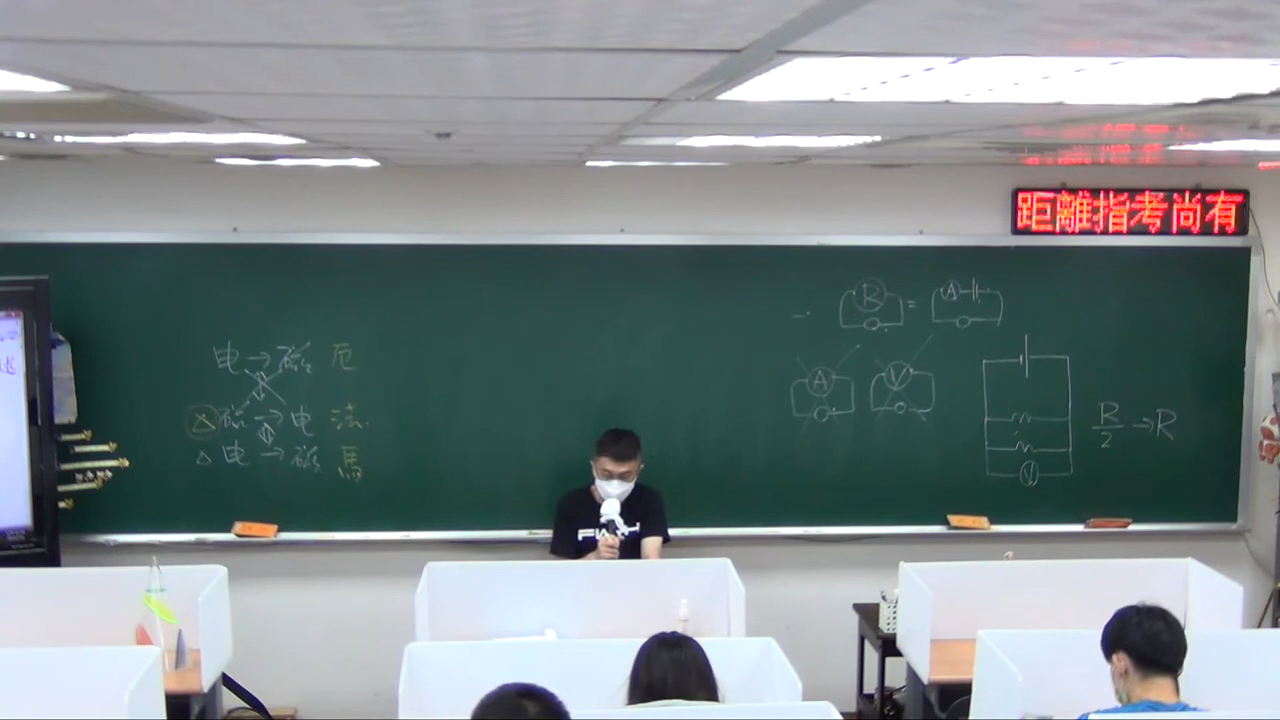 距離指考尚有
电 → 磁 厄
磁 → 电 法
△ 电 → 磁 馬
R = A
A V
V
R/2 → R